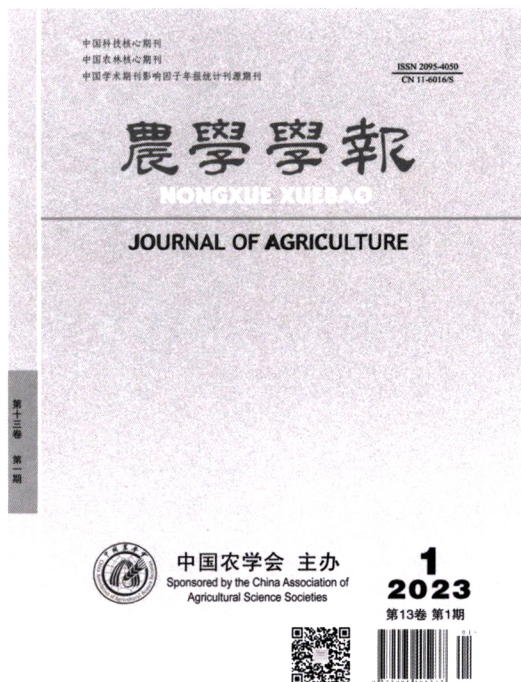 中国科技核心期刊
中国农林核心期刊
中国学术期刊影响因子年报统计刊源期刊
ISSN 2095-4050
CN 11-6016/S
農學學報
NONGXUE XUEBAO
JOURNAL OF AGRICULTURE
第十三卷 第一期
中国农学会 主办
Sponsored by the China Association of
Agricultural Science Societies
1
2023
第13卷 第1期
01